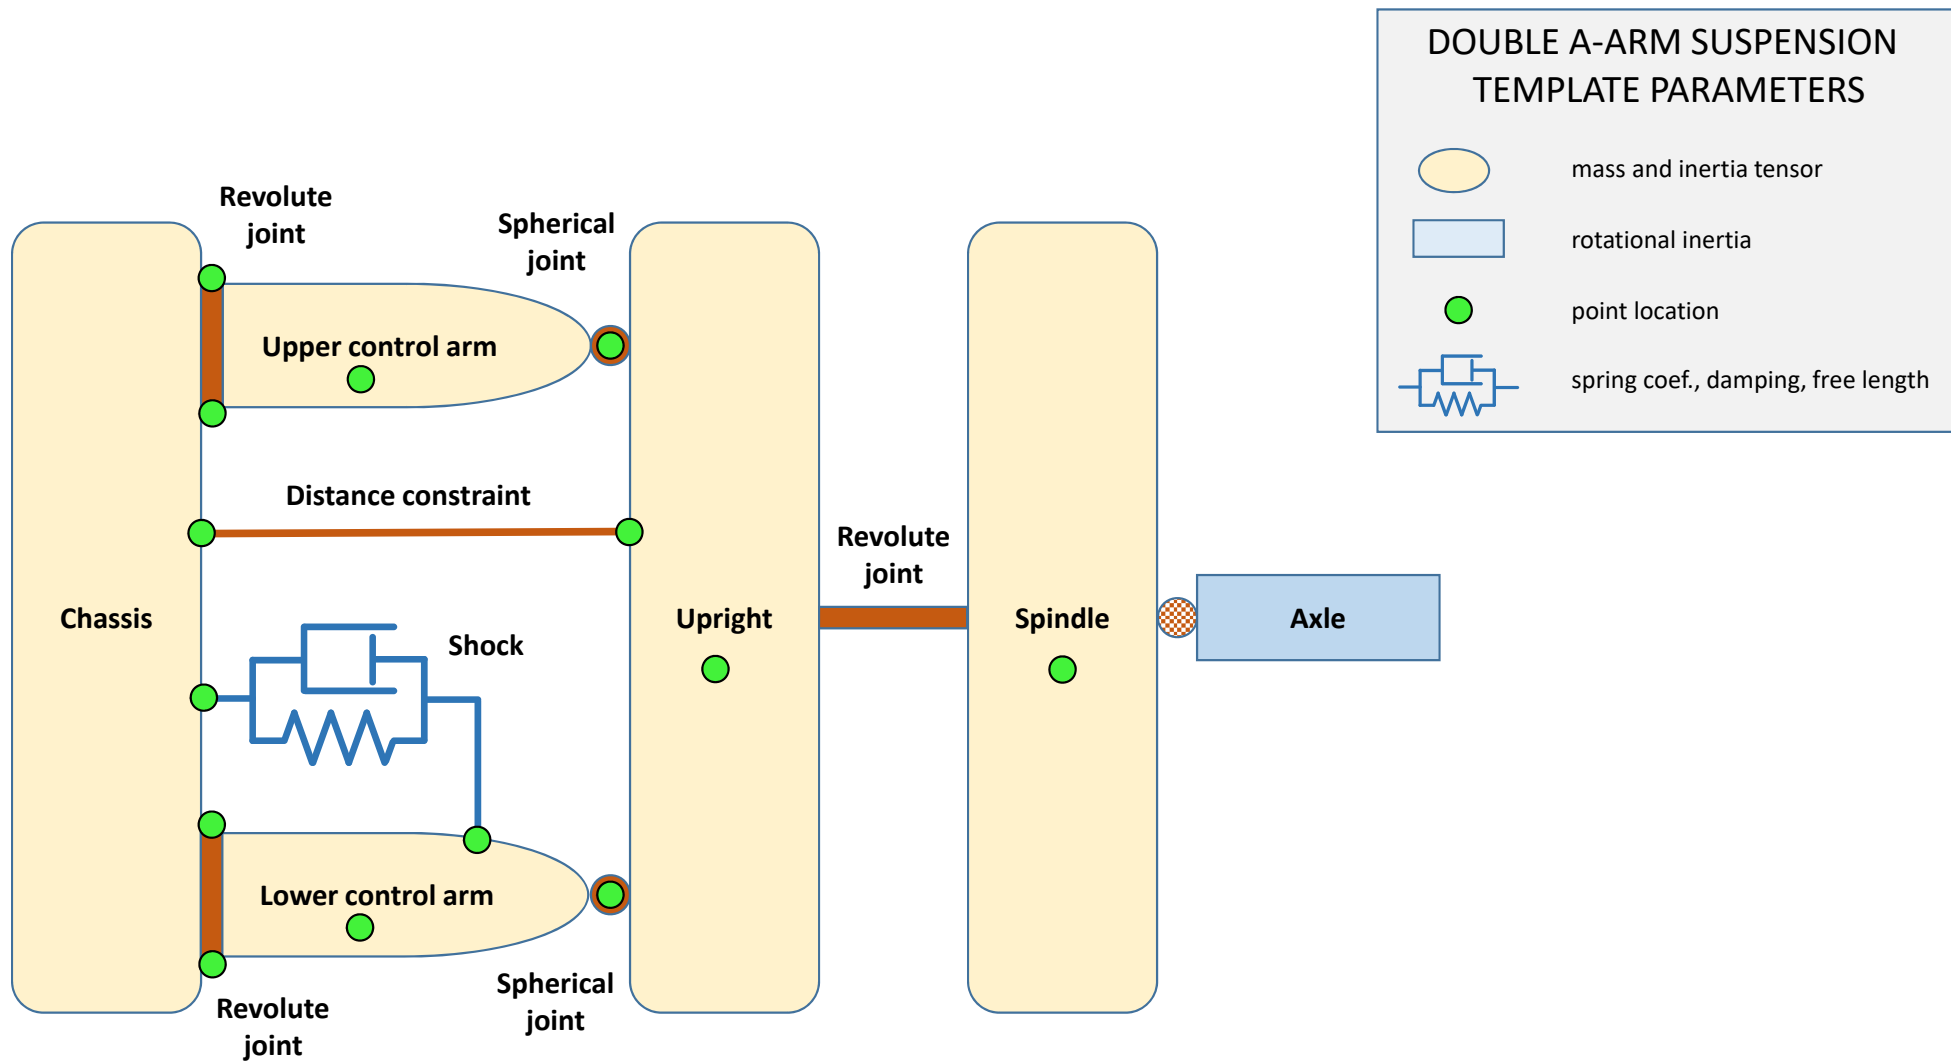 DOUBLE A-ARM SUSPENSION
TEMPLATE PARAMETERS
mass and inertia tensor
rotational inertia
point location
spring coef., damping, free length
Revolute
joint
Spherical
joint
Upper control arm
Distance constraint
Revolute
joint
Chassis
Shock
Upright
Spindle
Axle
Lower control arm
Spherical
joint
Revolute
joint